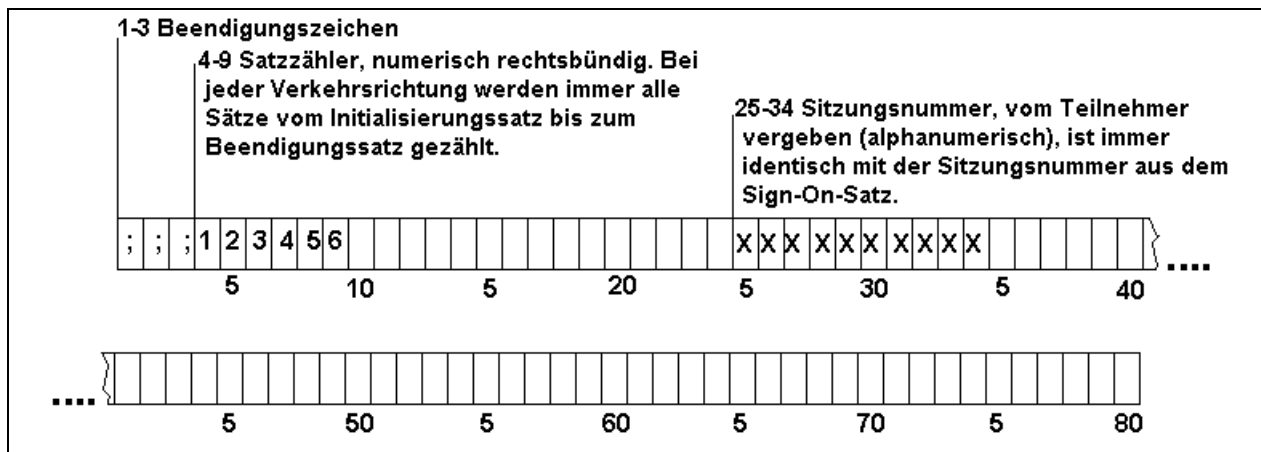 1-3 Beendigungszeichen
4-9 Satzzähler, numerisch rechtsbündig. Bei
jeder Verkehrsrichtung werden immer alle
Sätze vom Initialisierungssatz bis zum
Beendigungssatz gezählt.
25-34 Sitzungsnummer, vom Teilnehmer
vergeben (alphanumerisch), ist immer
identisch mit der Sitzungsnummer aus dem
Sign-On-Satz.
; ; ; 1 2 3 4 5 6 X X X X X X X X X X
....
5 10 5 20 5 30 5 40
....
5 50 5 60 5 70 5 80